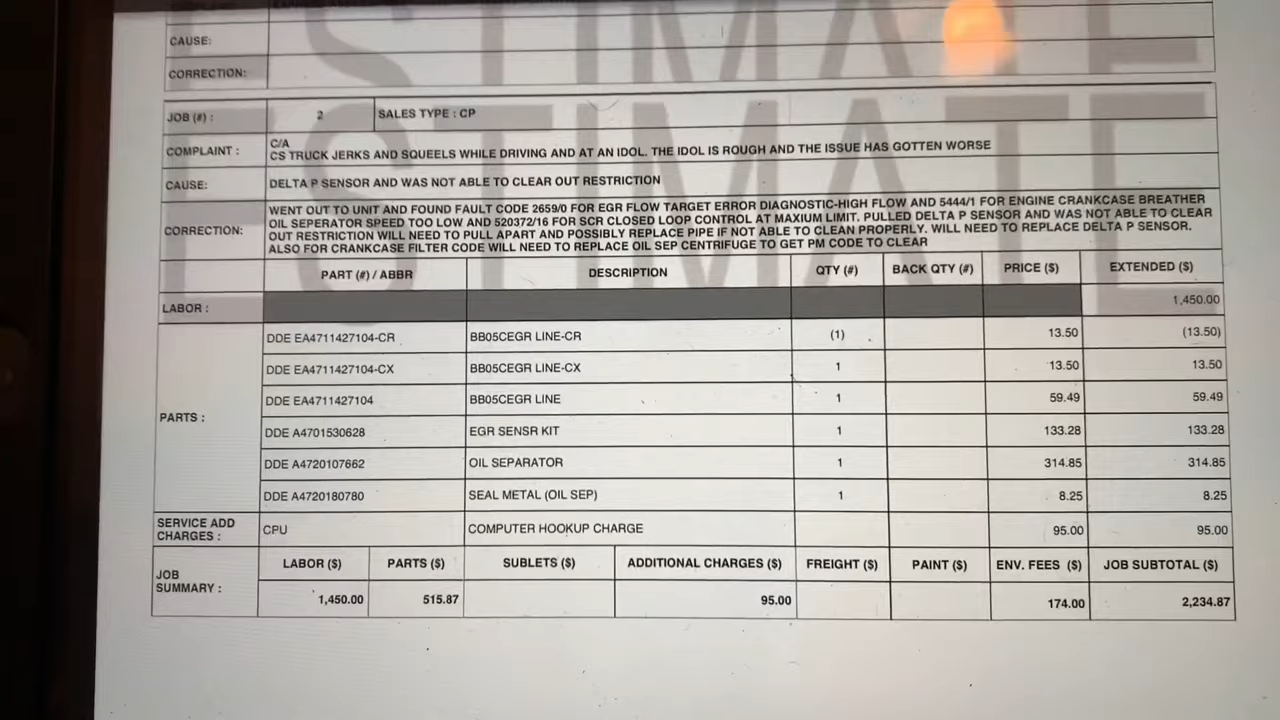 ESTIMATE
CAUSE:
CORRECTION:
ESTIMATE
JOB (#) : 2 SALES TYPE : CP
COMPLAINT : C/A
CS TRUCK JERKS AND SQUEELS WHILE DRIVING AND AT AN IDOL. THE IDOL IS ROUGH AND THE ISSUE HAS GOTTEN WORSE
CAUSE: DELTA P SENSOR AND WAS NOT ABLE TO CLEAR OUT RESTRICTION
CORRECTION: WENT OUT TO UNIT AND FOUND FAULT CODE 2659/0 FOR EGR FLOW TARGET ERROR DIAGNOSTIC-HIGH FLOW AND 5444/1 FOR ENGINE CRANKCASE BREATHER
OIL SEPERATOR SPEED TOO LOW AND 520372/16 FOR SCR CLOSED LOOP CONTROL AT MAXIUM LIMIT. PULLED DELTA P SENSOR AND WAS NOT ABLE TO CLEAR
OUT RESTRICTION WILL NEED TO PULL APART AND POSSIBLY REPLACE PIPE IF NOT ABLE TO CLEAN PROPERLY. WILL NEED TO REPLACE DELTA P SENSOR.
ALSO FOR CRANKCASE FILTER CODE WILL NEED TO REPLACE OIL SEP CENTRIFUGE TO GET PM CODE TO CLEAR
PART (#) / ABBR DESCRIPTION QTY (#) BACK QTY (#) PRICE ($) EXTENDED ($)
LABOR : 1,450.00
DDE EA4711427104-CR BB05CEGR LINE-CR (1) 13.50 (13.50)
DDE EA4711427104-CX BB05CEGR LINE-CX 1 13.50 13.50
DDE EA4711427104 BB05CEGR LINE 1 59.49 59.49
PARTS :
DDE A4701530628 EGR SENSR KIT 1 133.28 133.28
DDE A4720107662 OIL SEPARATOR 1 314.85 314.85
DDE A4720180780 SEAL METAL (OIL SEP) 1 8.25 8.25
SERVICE ADD CHARGES : CPU COMPUTER HOOKUP CHARGE 95.00 95.00
JOB SUMMARY : LABOR ($) PARTS ($) SUBLETS ($) ADDITIONAL CHARGES ($) FREIGHT ($) PAINT ($) ENV. FEES ($) JOB SUBTOTAL ($)
1,450.00 515.87 95.00 174.00 2,234.87